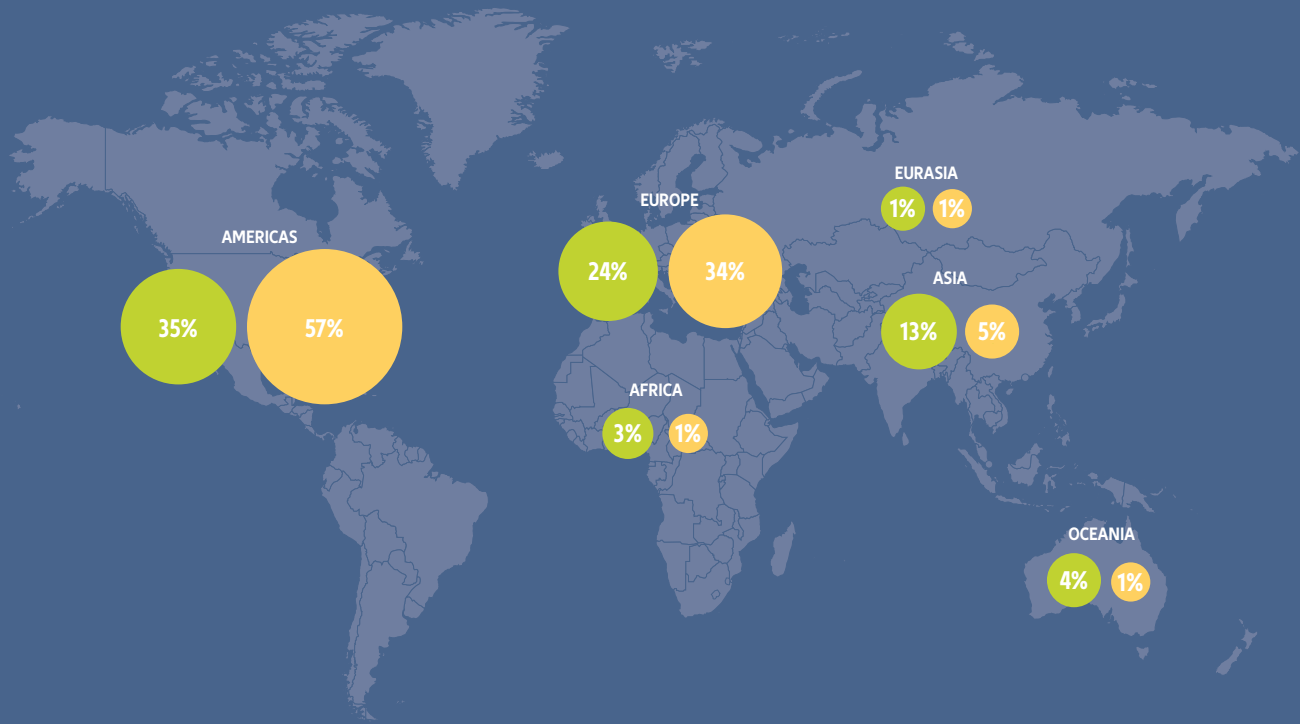 AMERICAS
35%
57%
EUROPE
24%
34%
AFRICA
3%
1%
EURASIA
1%
1%
ASIA
13%
5%
OCEANIA
4%
1%